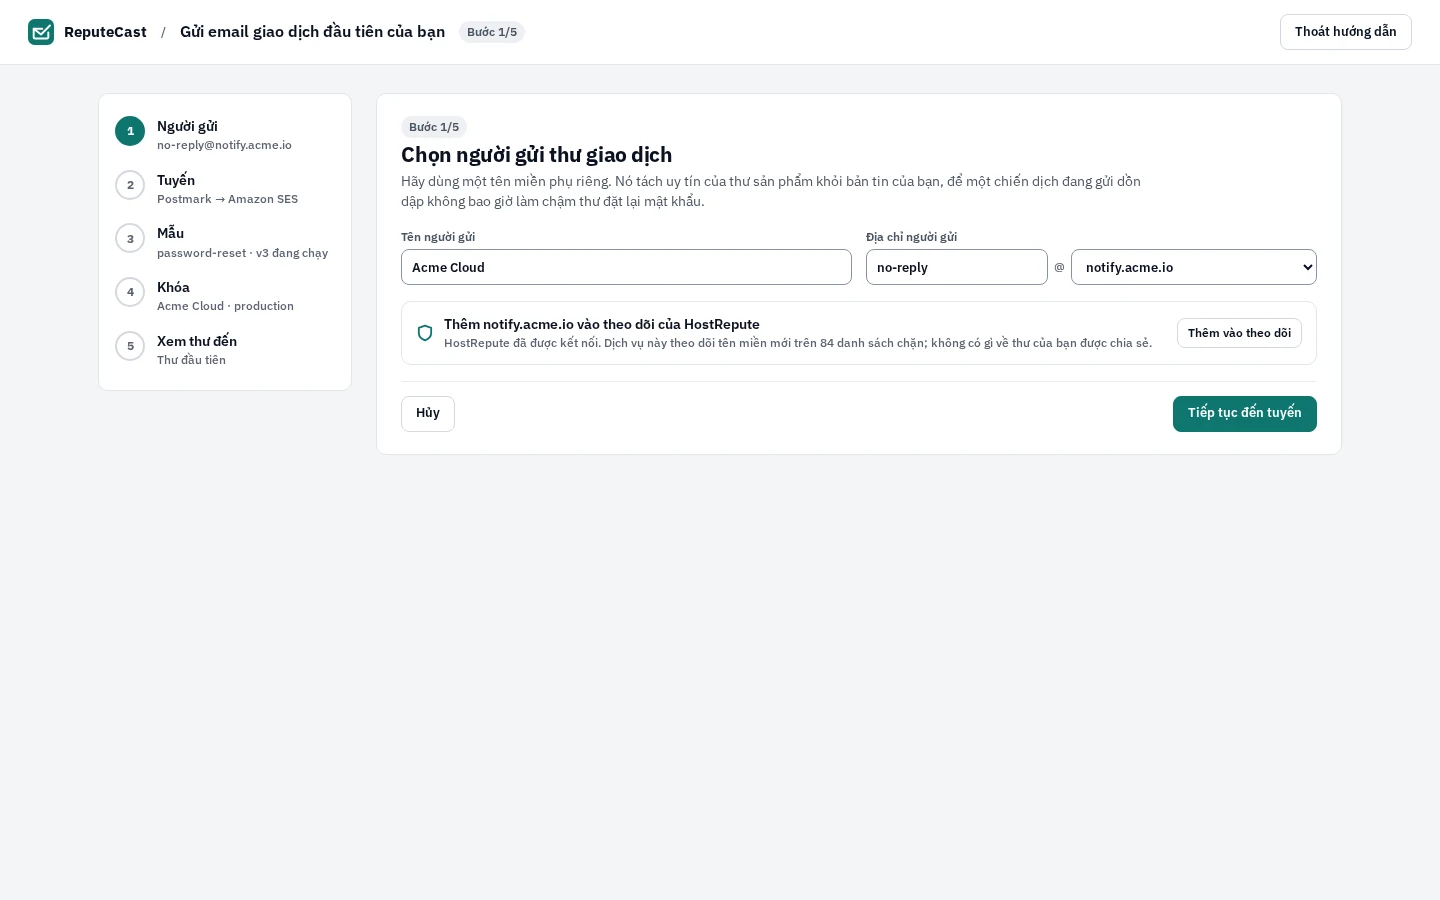 ReputeCast / Gửi email giao dịch đầu tiên của bạn Bước 1/5
Thoát hướng dẫn
1 Người gửi
no-reply@notify.acme.io
2 Tuyến
Postmark → Amazon SES
3 Mẫu
password-reset · v3 đang chạy
4 Khóa
Acme Cloud · production
5 Xem thư đến
Thư đầu tiên
Bước 1/5
Chọn người gửi thư giao dịch
Hãy dùng một tên miền phụ riêng. Nó tách uy tín của thư sản phẩm khỏi bản tin của bạn, để một chiến dịch đang gửi dồn
dập không bao giờ làm chậm thư đặt lại mật khẩu.
Tên người gửi
Acme Cloud
Địa chỉ người gửi
no-reply @ notify.acme.io
Thêm notify.acme.io vào theo dõi của HostRepute
HostRepute đã được kết nối. Dịch vụ này theo dõi tên miền mới trên 84 danh sách chặn; không có gì về thư của bạn được chia sẻ.
Thêm vào theo dõi
Hủy
Tiếp tục đến tuyến